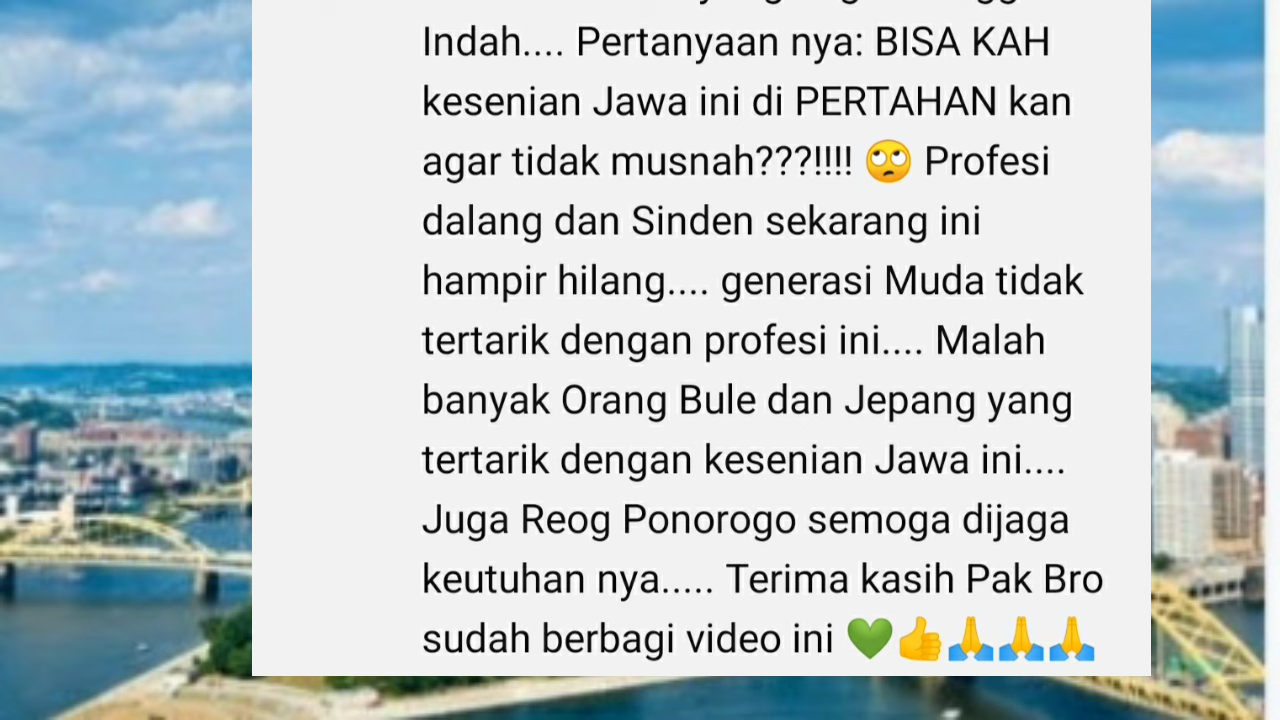 Indah.... Pertanyaan nya: BISA KAH
kesenian Jawa ini di PERTAHAN kan
agar tidak musnah???!!!! 🙄 Profesi
dalang dan Sinden sekarang ini
hampir hilang.... generasi Muda tidak
tertarik dengan profesi ini.... Malah
banyak Orang Bule dan Jepang yang
tertarik dengan kesenian Jawa ini....
Juga Reog Ponorogo semoga dijaga
keutuhan nya..... Terima kasih Pak Bro
sudah berbagi video ini 💚👍🙏🙏🙏